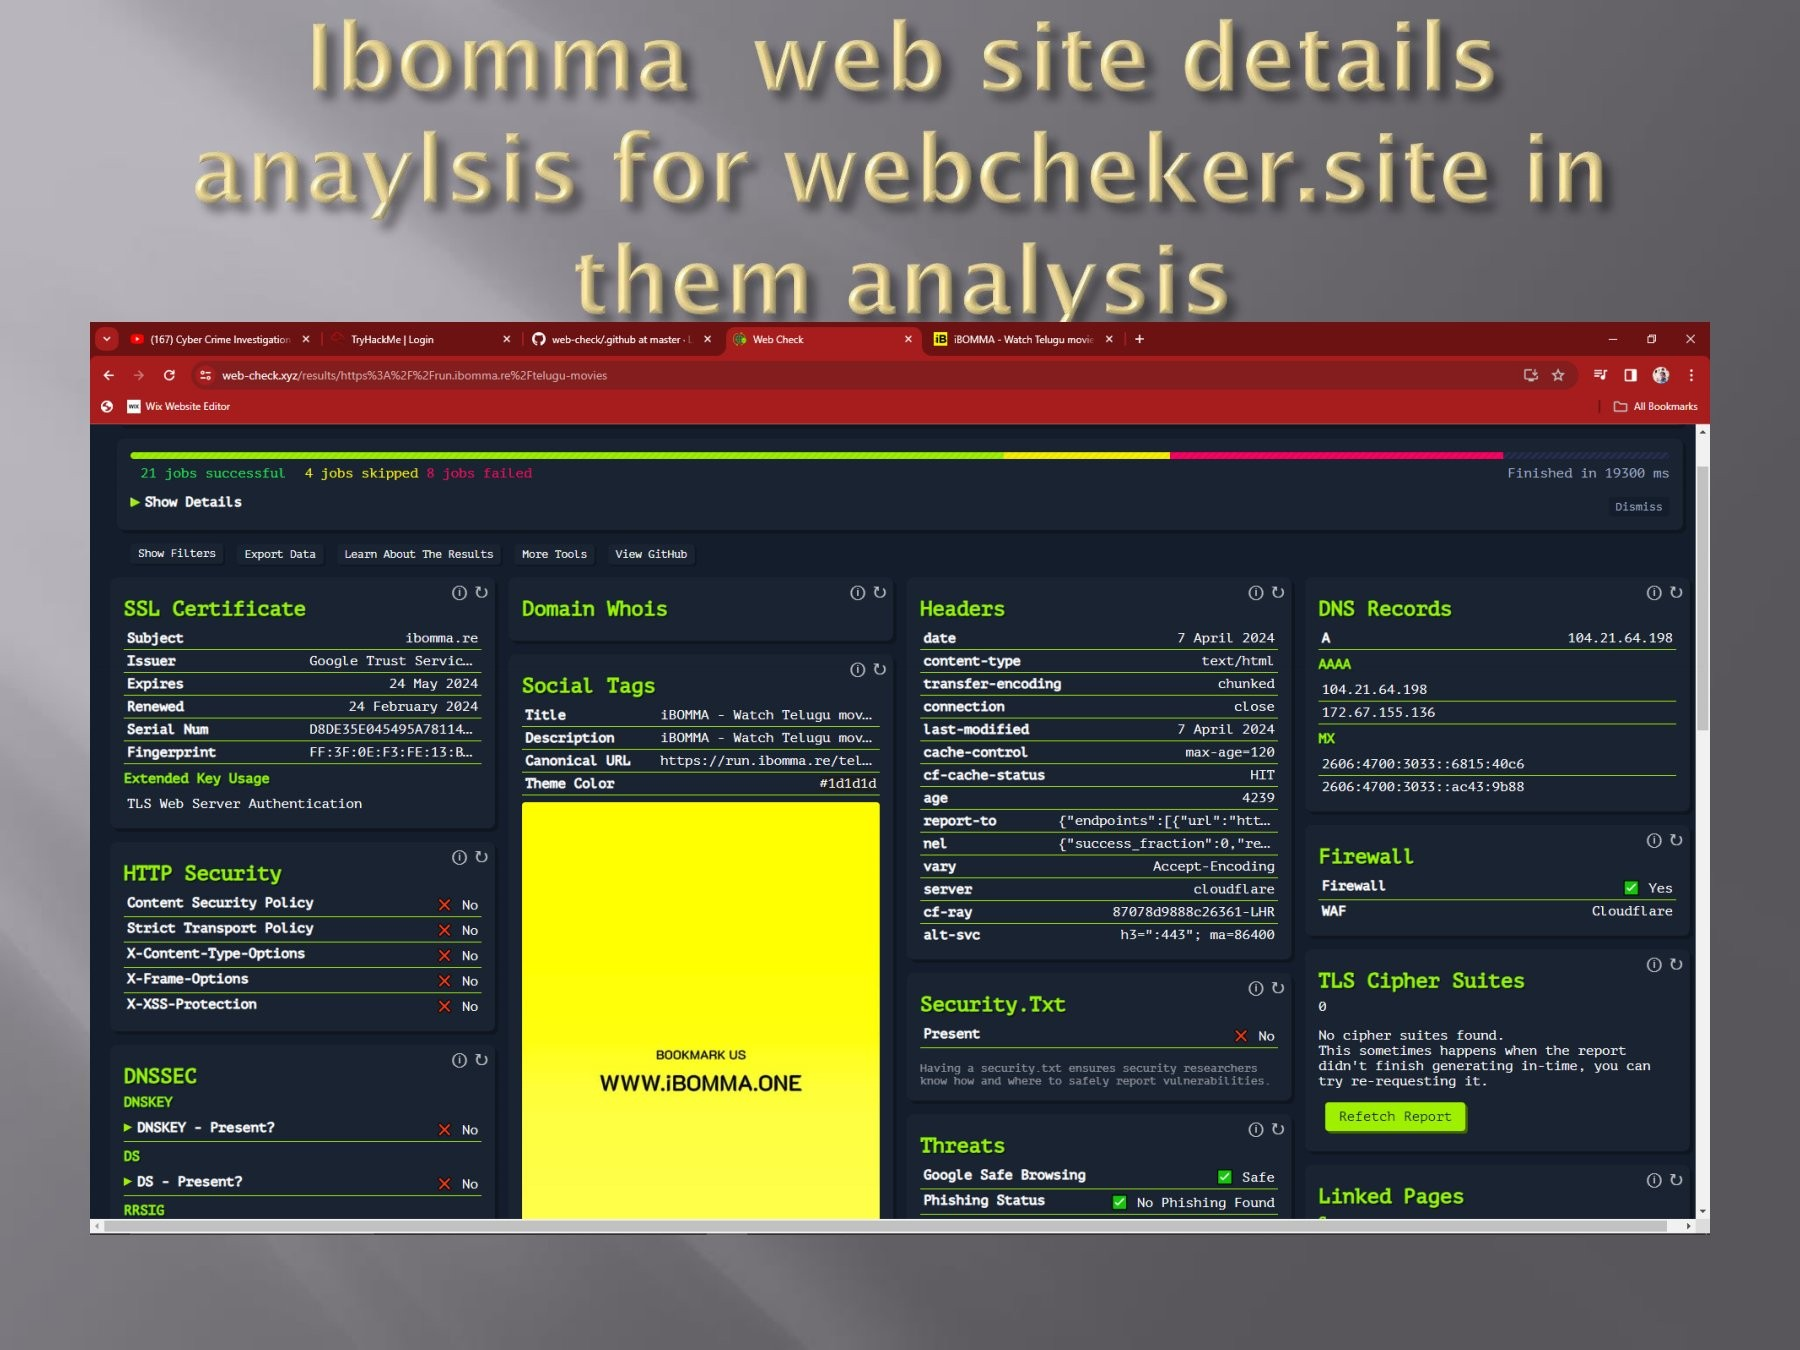 Ibomma web site details
anaylsis for webcheker.site in
them analysis
(167) Cyber Crime Investigation
TryHackMe | Login
web-check/.github at master · L
Web Check
iB iBOMMA - Watch Telugu movie
web-check.xyz/results/https%3A%2F%2Frun.ibomma.re%2Ftelugu-movies
WIX Wix Website Editor
All Bookmarks
21 jobs successful 4 jobs skipped 8 jobs failed
Finished in 19300 ms
Show Details
Dismiss
Show Filters Export Data Learn About The Results More Tools View GitHub
SSL Certificate
Subject ibomma.re
Issuer Google Trust Servic…
Expires 24 May 2024
Renewed 24 February 2024
Serial Num D8DE35E045495A78114…
Fingerprint FF:3F:0E:F3:FE:13:B…
Extended Key Usage
TLS Web Server Authentication
HTTP Security
Content Security Policy ❌ No
Strict Transport Policy ❌ No
X-Content-Type-Options ❌ No
X-Frame-Options ❌ No
X-XSS-Protection ❌ No
DNSSEC
DNSKEY
DNSKEY - Present? ❌ No
DS
DS - Present? ❌ No
RRSIG
Domain Whois
Social Tags
Title iBOMMA - Watch Telugu mov…
Description iBOMMA - Watch Telugu mov…
Canonical URL https://run.ibomma.re/tel…
Theme Color #1d1d1d
BOOKMARK US
WWW.iBOMMA.ONE
Headers
date 7 April 2024
content-type text/html
transfer-encoding chunked
connection close
last-modified 7 April 2024
cache-control max-age=120
cf-cache-status HIT
age 4239
report-to {"endpoints":[{"url":"htt…
nel {"success_fraction":0,"re…
vary Accept-Encoding
server cloudflare
cf-ray 87078d9888c26361-LHR
alt-svc h3=":443"; ma=86400
Security.Txt
Present ❌ No
Having a security.txt ensures security researchers
know how and where to safely report vulnerabilities.
Threats
Google Safe Browsing ✅ Safe
Phishing Status ✅ No Phishing Found
DNS Records
A 104.21.64.198
AAAA
104.21.64.198
172.67.155.136
MX
2606:4700:3033::6815:40c6
2606:4700:3033::ac43:9b88
Firewall
Firewall ✅ Yes
WAF Cloudflare
TLS Cipher Suites
0
No cipher suites found.
This sometimes happens when the report
didn't finish generating in-time, you can
try re-requesting it.
Refetch Report
Linked Pages